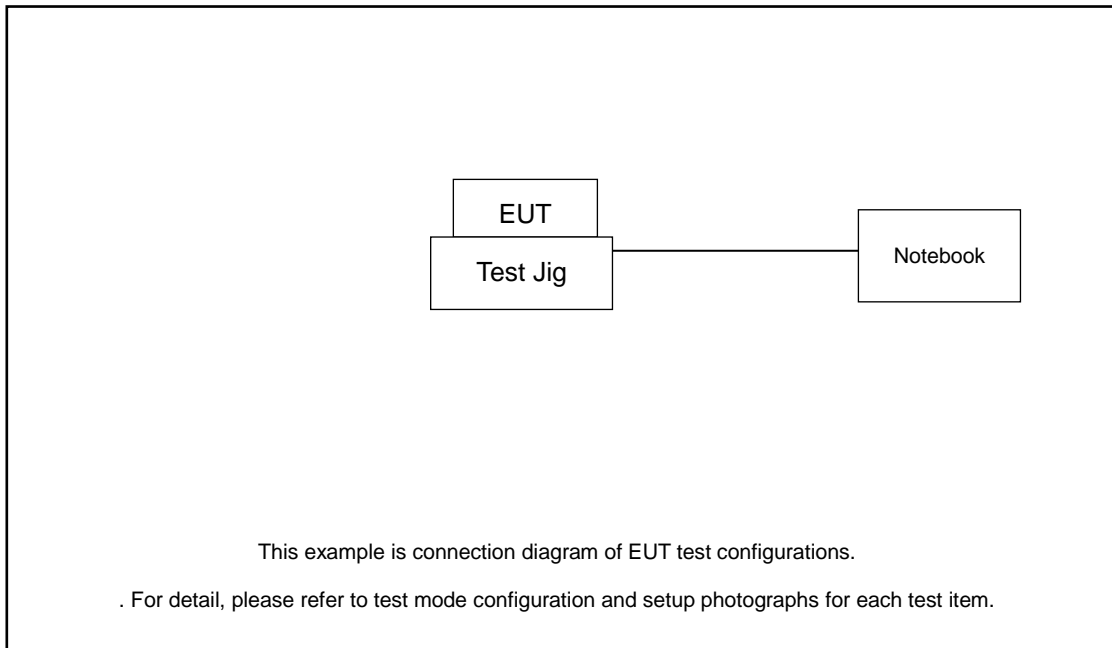 EUT
Test Jig
Notebook
This example is connection diagram of EUT test configurations.
. For detail, please refer to test mode configuration and setup photographs for each test item.